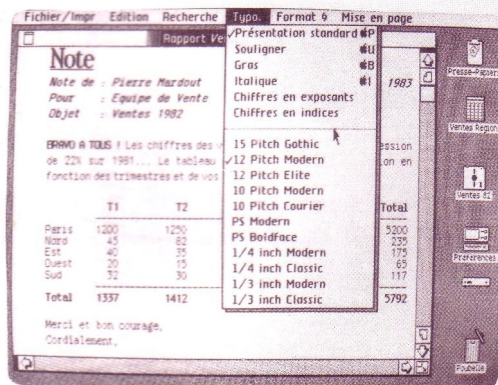 Fichier/Impr Edition Recherche Typo. Format Mise en page
Rapport Ve
Note
Note de : Pierre Mardout
Pour : Equipe de Vente
Objet : Ventes 1982
1983
BRAVO A TOUS ! Les chiffres des v ession
de 22% sur 1981... Le tableau ion en
fonction des trimestres et de vos
T1 T2 Total
Paris 1200 1250 5200
Nord 45 82 235
Est 40 35 175
Ouest 20 15 65
Sud 32 30 117
Total 1337 1412 5792
Merci et bon courage,
Cordialement,
✓Présentation standard P
Souligner U
Gras B
Italique I
Chiffres en exposants
Chiffres en indices
15 Pitch Gothic
✓12 Pitch Modern
12 Pitch Elite
10 Pitch Modern
10 Pitch Courier
PS Modern
PS Boldface
1/4 inch Modern
1/4 inch Classic
1/3 inch Modern
1/3 inch Classic
Presse-Papiers
Ventes Region
Ventes 82
Préférences
Poubelle